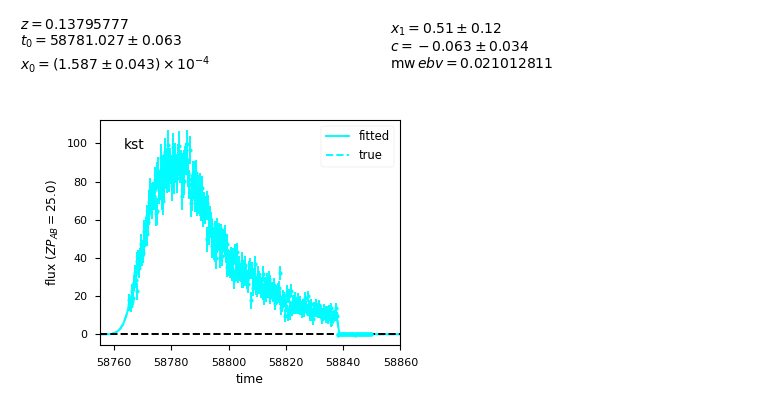 z = 0.13795777
t₀ = 58781.027 ± 0.063
x₀ = (1.587 ± 0.043) × 10⁻⁴
x₁ = 0.51 ± 0.12
c = −0.063 ± 0.034
mw ebv = 0.021012811
kst
fitted
true
100
80
60
40
20
0
flux (ZP_AB = 25.0)
58760 58780 58800 58820 58840 58860
time